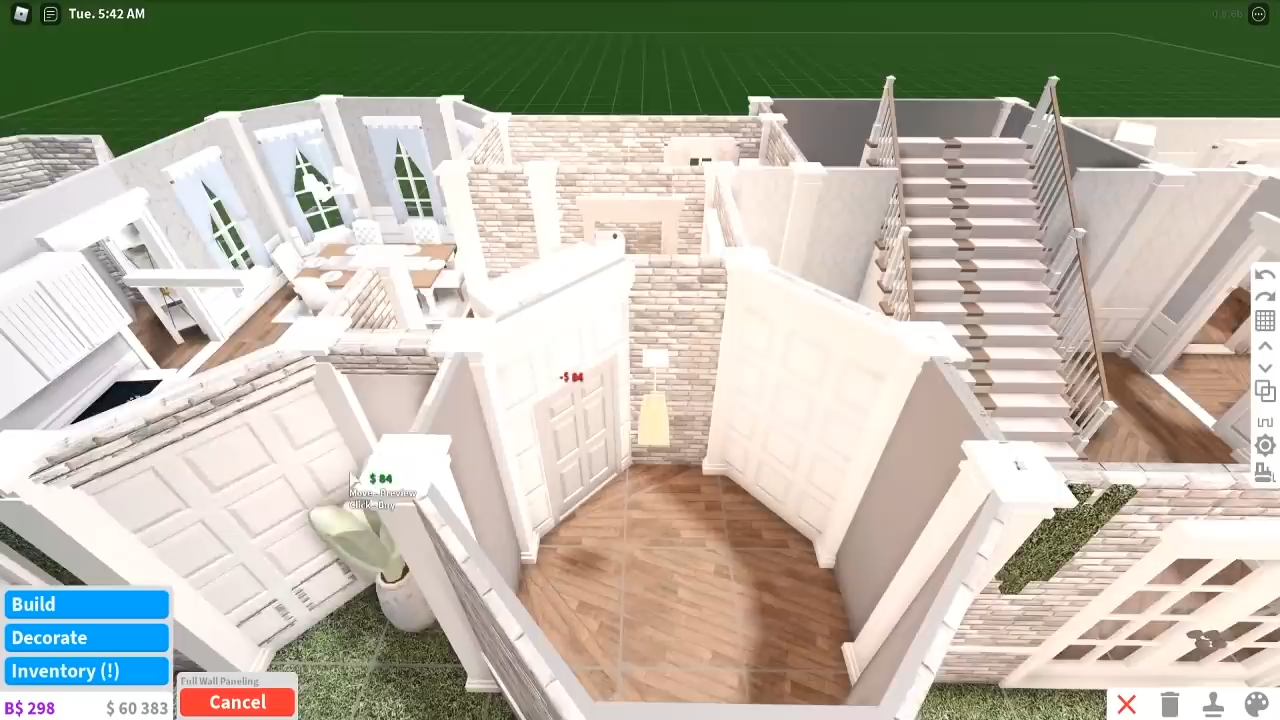 Tue. 5:42 AM
-$ 84
$ 84
Move- Preview
Click- Buy
Build
Decorate
Inventory (!)
Full Wall Paneling
Cancel
B$ 298
$ 60 383